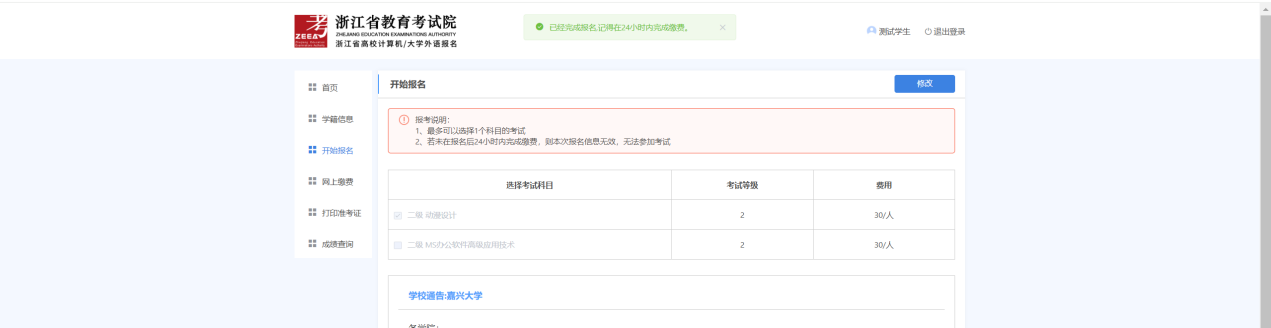 浙江省教育考试院
ZHEJIANG EDUCATION EXAMINATIONS AUTHORITY
浙江省高校计算机/大学外语报名
考
ZEEA
已经完成报名,记得在24小时内完成缴费。
测试学生
退出登录
首页
学籍信息
开始报名
网上缴费
打印准考证
成绩查询
开始报名
修改
报考说明:
1、最多可以选择1个科目的考试
2、若未在报名后24小时内完成缴费，则本次报名信息无效，无法参加考试
选择考试科目 考试等级 费用
二级 动漫设计 2 30/人
二级 MS办公软件高级应用技术 2 30/人
学校通告:嘉兴大学
各学院: